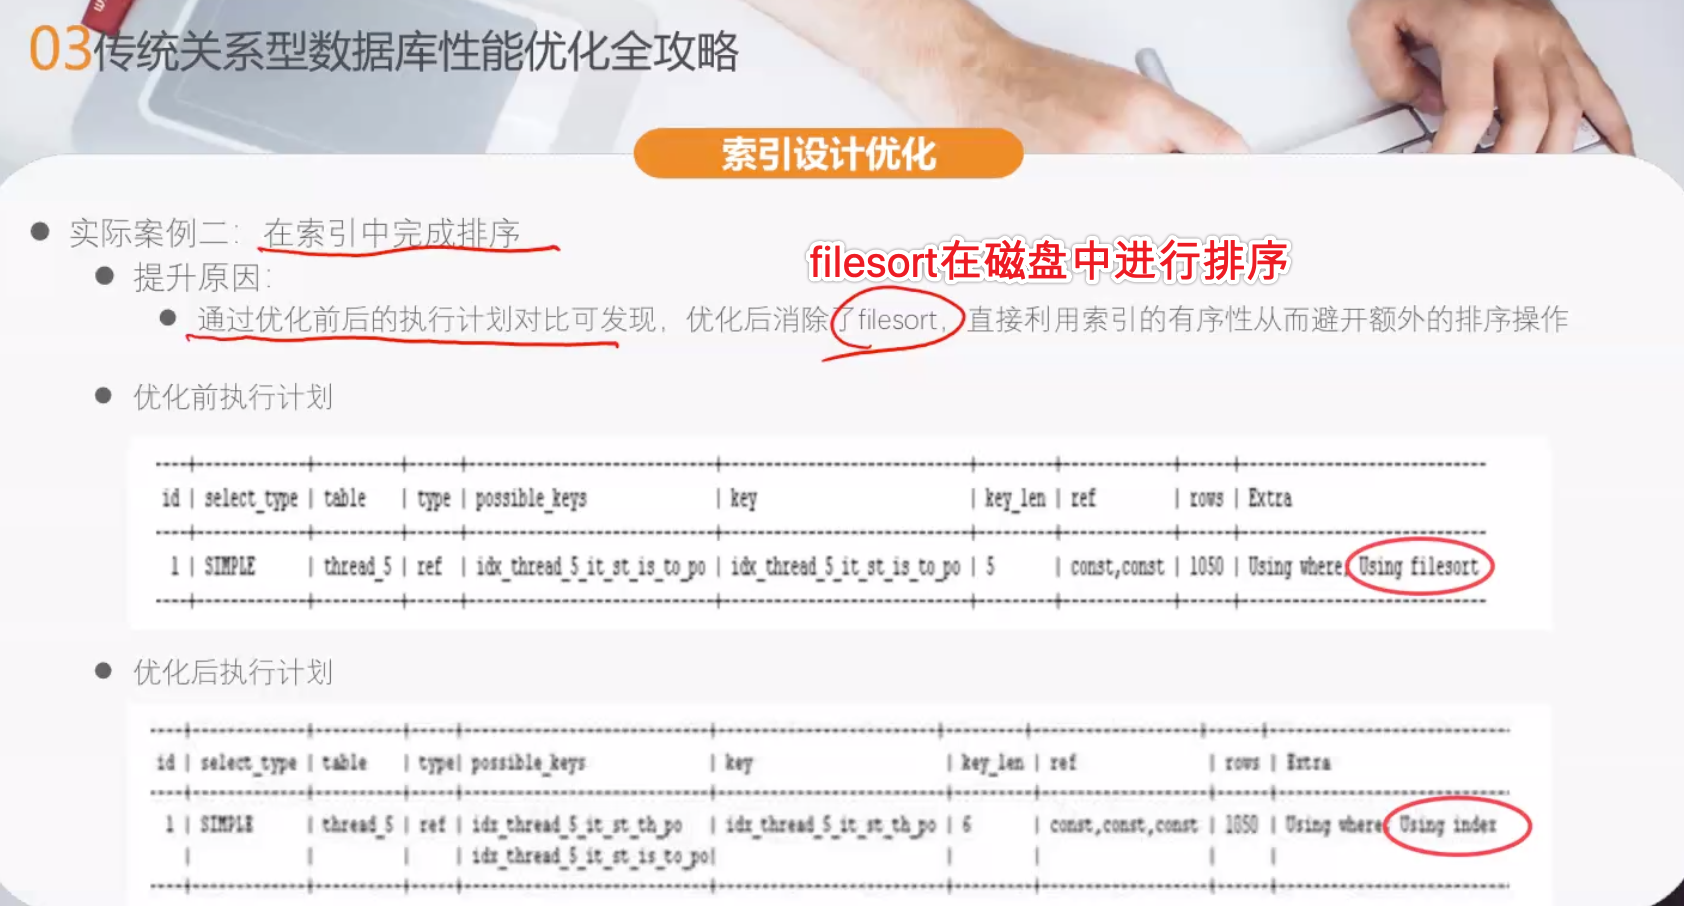 03传统关系型数据库性能优化全攻略
索引设计优化
实际案例二：在索引中完成排序
filesort在磁盘中进行排序
提升原因：
通过优化前后的执行计划对比可发现，优化后消除了filesort，直接利用索引的有序性从而避开额外的排序操作
优化前执行计划
id | select_type | table | type | possible_keys | key | key_len | ref | rows | Extra
1 | SIMPLE | thread_5 | ref | idx_thread_5_it_st_is_to_po | idx_thread_5_it_st_is_to_po | 5 | const,const | 1050 | Using where; Using filesort
优化后执行计划
id | select_type | table | type| possible_keys | key | key_len | ref | rows | Extra
1 | SIMPLE | thread_5 | ref | idx_thread_5_it_st_th_po | idx_thread_5_it_st_th_po | 6 | const,const,const | 1050 | Using where; Using index
| | | | idx_thread_5_it_st_is_to_po| | | | |